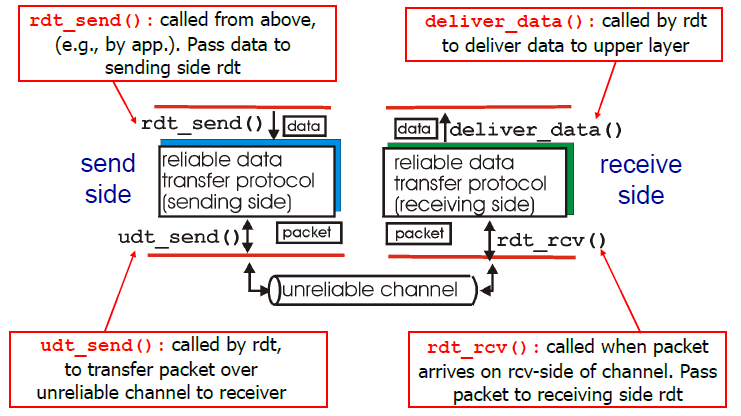 rdt_send(): called from above,
(e.g., by app.). Pass data to
sending side rdt
deliver_data(): called by rdt
to deliver data to upper layer
rdt_send()
data
data
deliver_data()
send
side
reliable data
transfer protocol
(sending side)
reliable data
transfer protocol
(receiving side)
receive
side
udt_send()
packet
packet
rdt_rcv()
unreliable channel
udt_send(): called by rdt,
to transfer packet over
unreliable channel to receiver
rdt_rcv(): called when packet
arrives on rcv-side of channel. Pass
packet to receiving side rdt